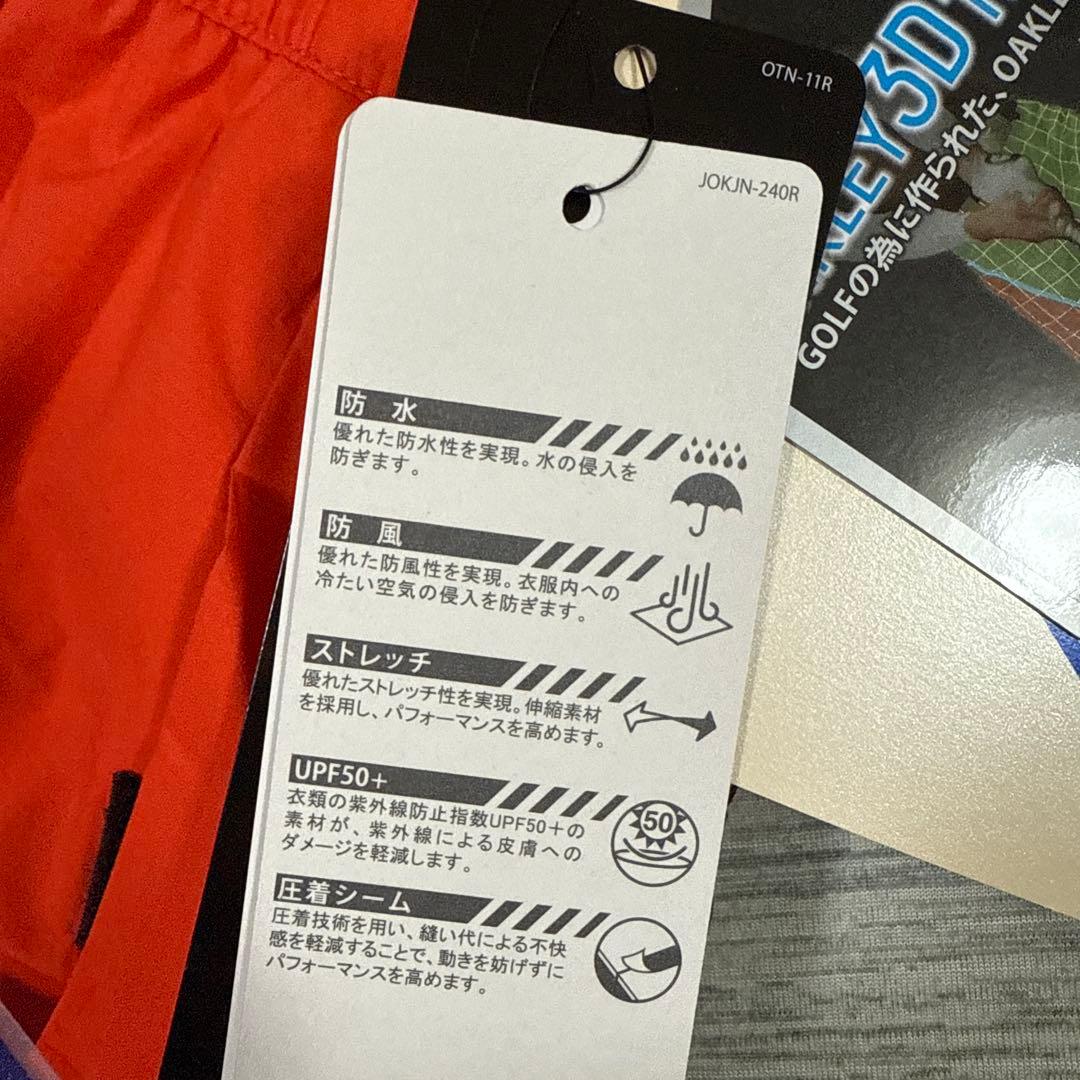 OTN-11R
KLEY3D
GOLFの為に作られた、OAKLE
JOKJN-240R
防 水
優れた防水性を実現。水の侵入を
防ぎます。
防 風
優れた防風性を実現。衣服内への
冷たい空気の侵入を防ぎます。
ストレッチ
優れたストレッチ性を実現。伸縮素材
を採用し、パフォーマンスを高めます。
UPF50+
衣類の紫外線防止指数UPF50+の
素材が、紫外線による皮膚への
ダメージを軽減します。
50
圧着シーム
圧着技術を用い、縫い代による不快
感を軽減することで、動きを妨げずに
パフォーマンスを高めます。